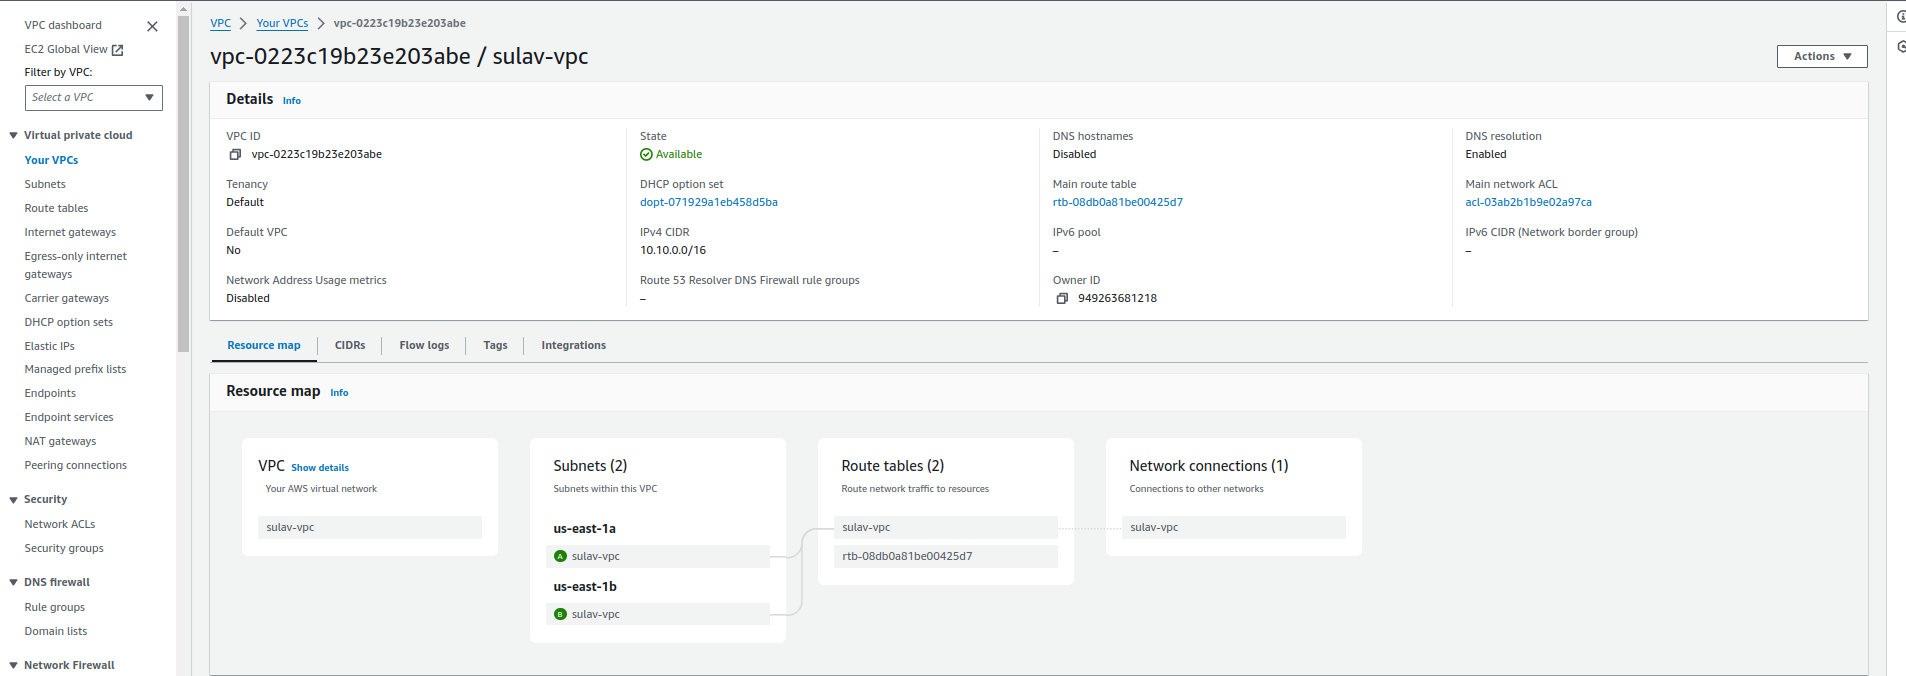 VPC dashboard
EC2 Global View
Filter by VPC:
Select a VPC
Virtual private cloud
Your VPCs
Subnets
Route tables
Internet gateways
Egress-only internet
gateways
Carrier gateways
DHCP option sets
Elastic IPs
Managed prefix lists
Endpoints
Endpoint services
NAT gateways
Peering connections
Security
Network ACLs
Security groups
DNS firewall
Rule groups
Domain lists
Network Firewall
VPC > Your VPCs > vpc-0223c19b23e203abe
vpc-0223c19b23e203abe / sulav-vpc
Actions
Details Info
VPC ID
vpc-0223c19b23e203abe
State
Available
DNS hostnames
Disabled
DNS resolution
Enabled
Tenancy
Default
DHCP option set
dopt-071929a1eb458d5ba
Main route table
rtb-08db0a81be00425d7
Main network ACL
acl-03ab2b1b9e02a97ca
Default VPC
No
IPv4 CIDR
10.10.0.0/16
IPv6 pool
–
IPv6 CIDR (Network border group)
–
Network Address Usage metrics
Disabled
Route 53 Resolver DNS Firewall rule groups
–
Owner ID
949263681218
Resource map
CIDRs
Flow logs
Tags
Integrations
Resource map Info
VPC Show details
Your AWS virtual network
sulav-vpc
Subnets (2)
Subnets within this VPC
us-east-1a
A sulav-vpc
us-east-1b
B sulav-vpc
Route tables (2)
Route network traffic to resources
sulav-vpc
rtb-08db0a81be00425d7
Network connections (1)
Connections to other networks
sulav-vpc